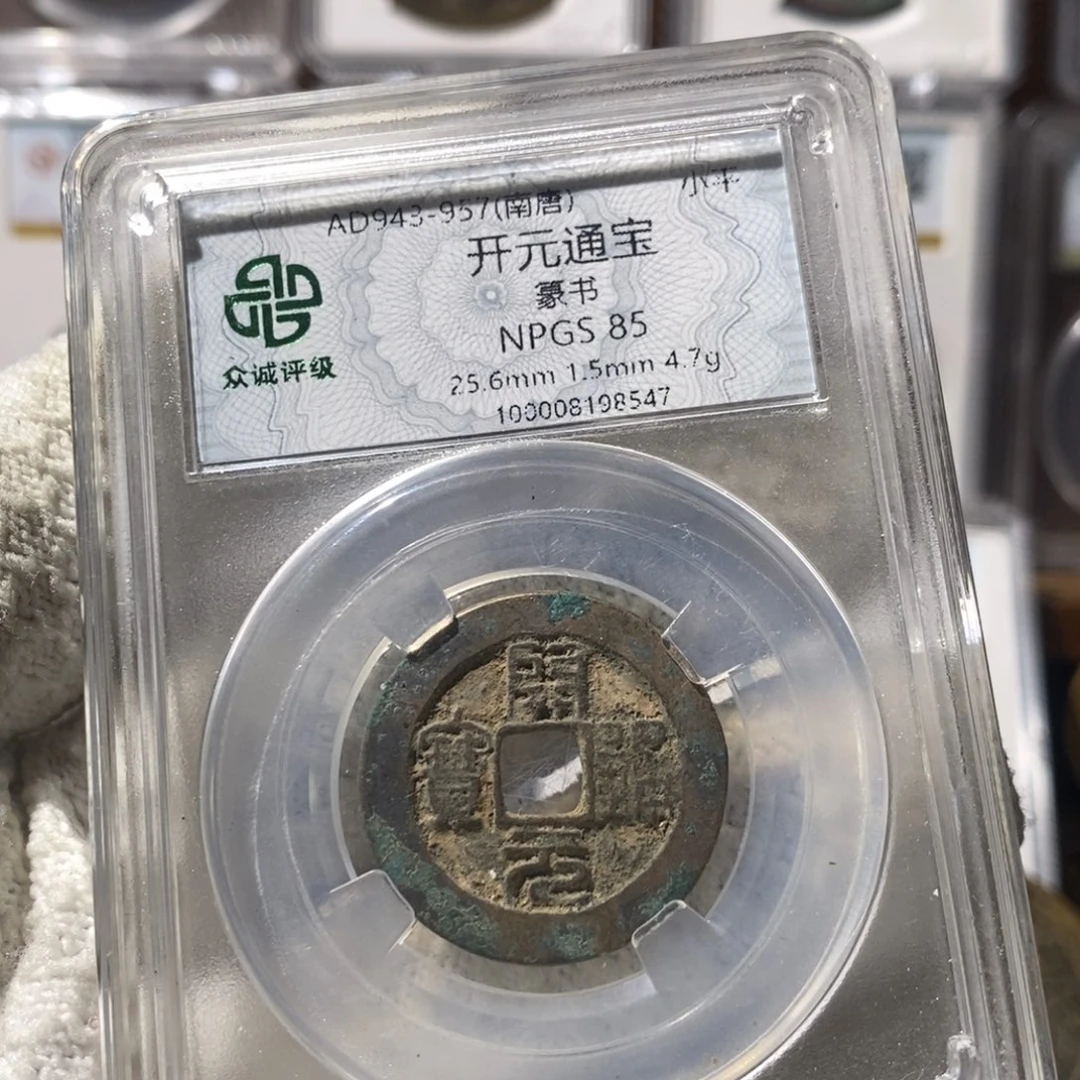 AD943-957(南唐) 小平
开元通宝
篆书
NPGS 85
25.6mm 1.5mm 4.7g
100008198547
众诚评级
開元通寶